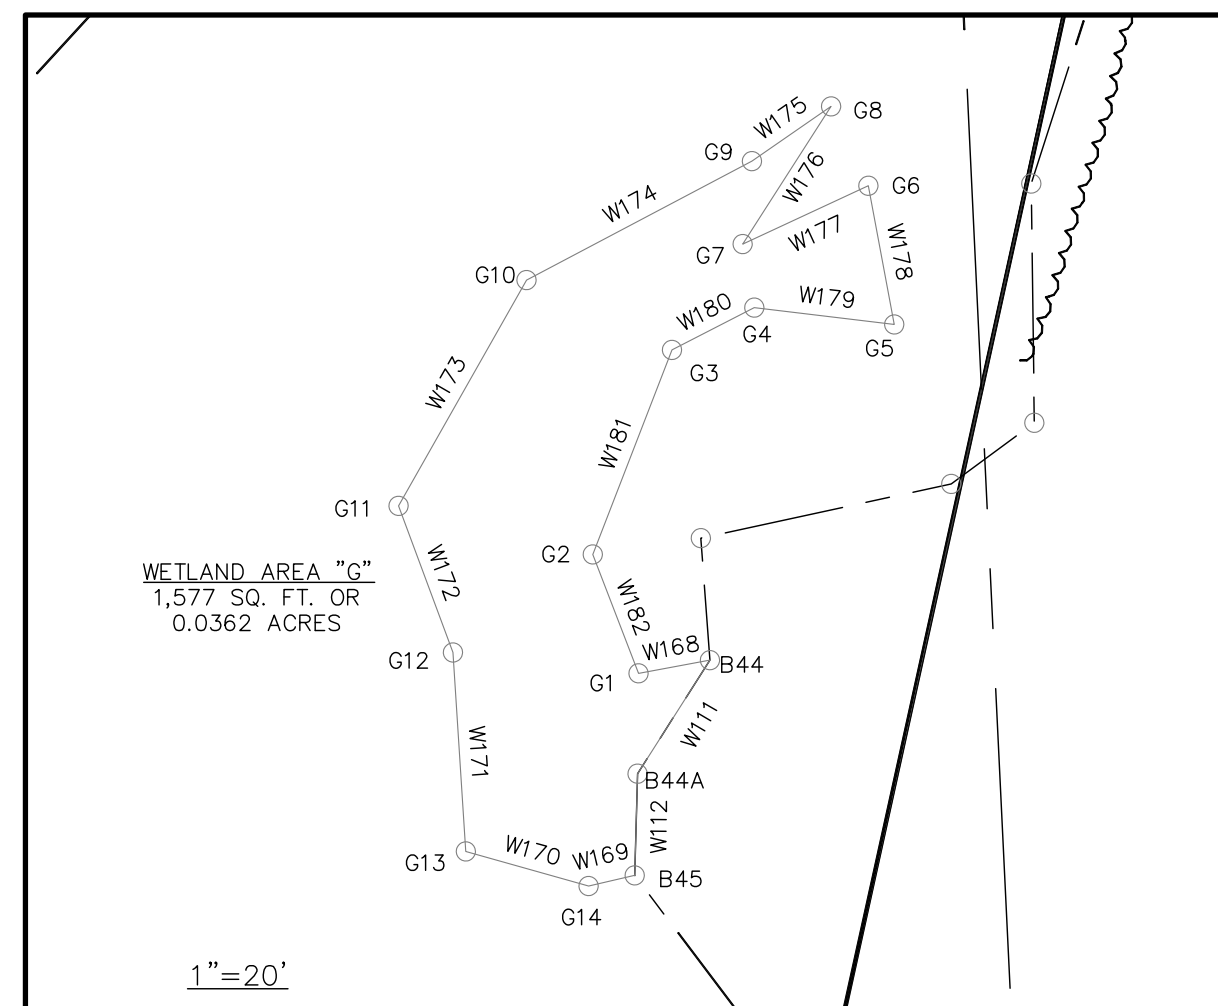 W175
G8
G9
W176
G6
W174
W177
W178
G7
G10
W180
W179
G4
G5
G3
W173
W181
G11
G2
W172
WETLAND AREA "G"
1,577 SQ. FT. OR
0.0362 ACRES
W182
W168
G12
B44
G1
W111
W171
B44A
W112
W170
W169
G13
B45
G14
1"=20'